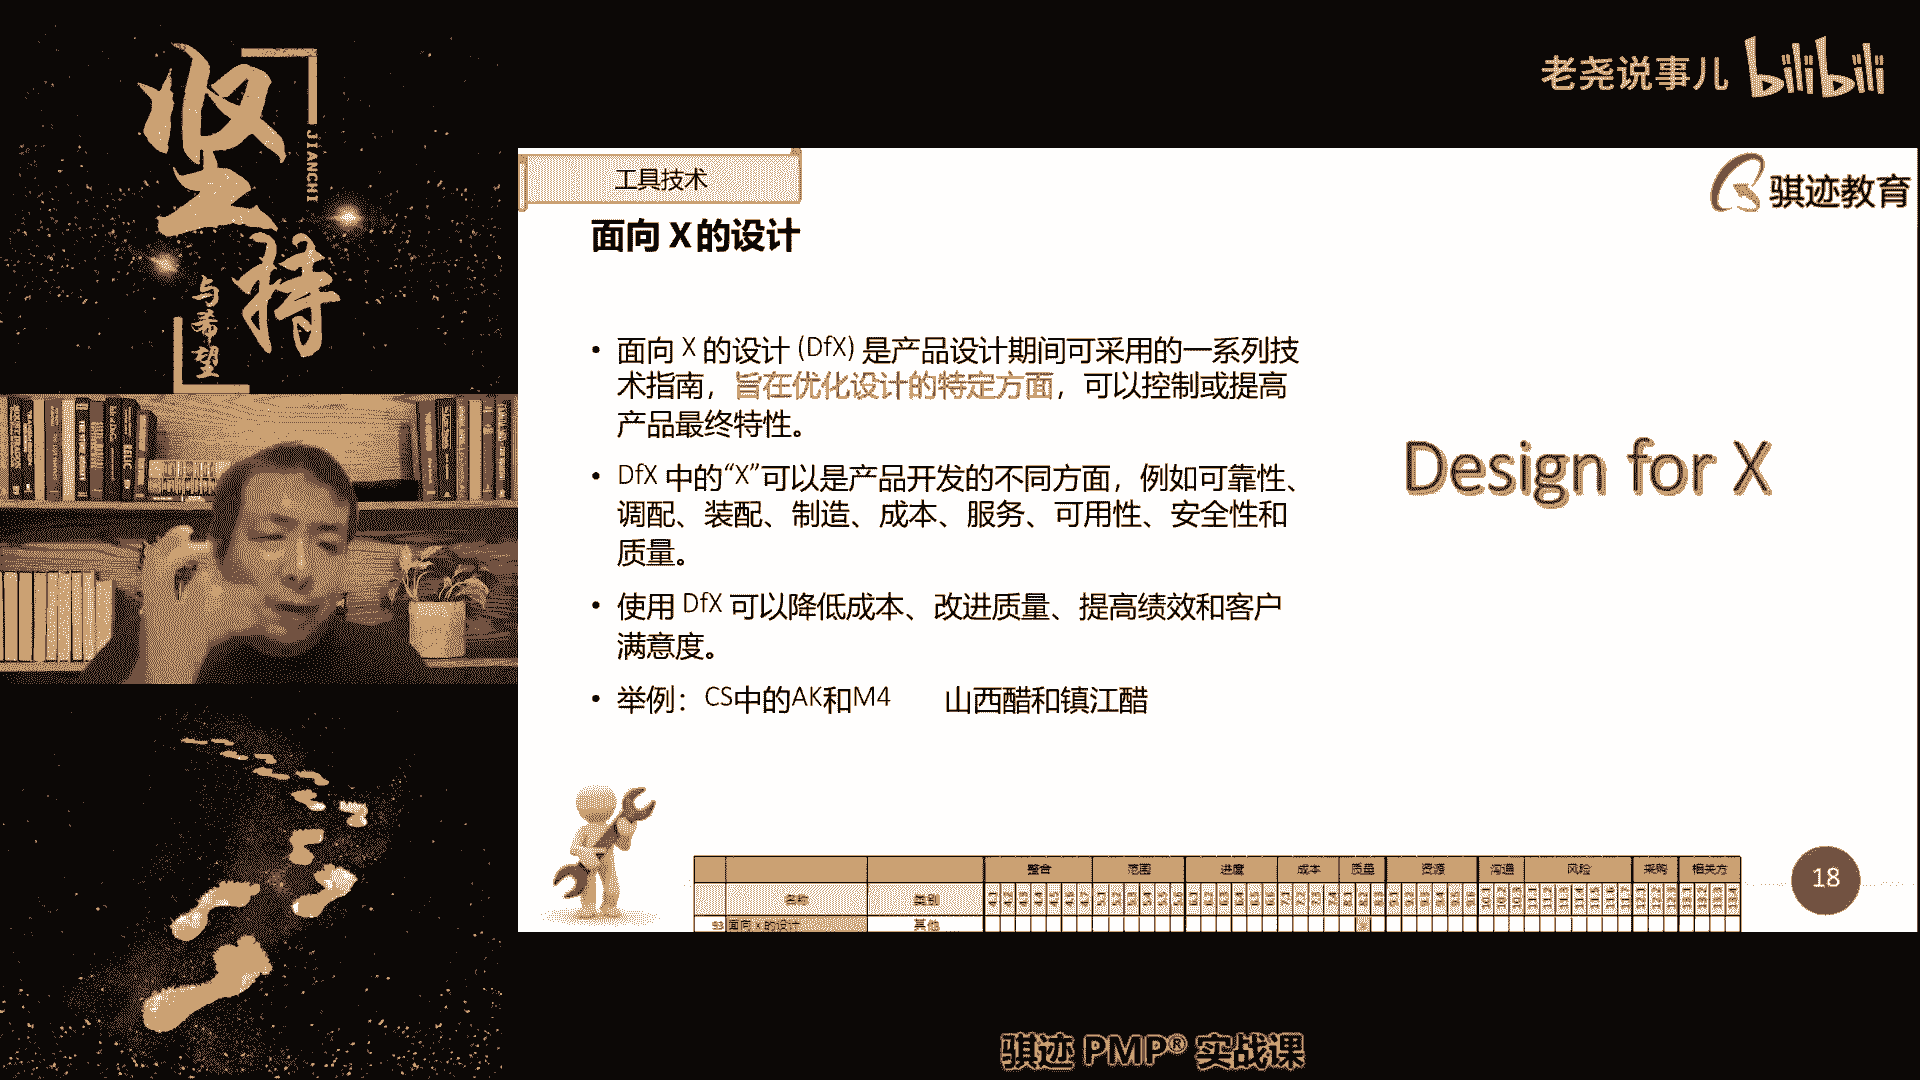 坚持
JIANCHI
与希望
老尧说事儿 bilibili
工具技术
骐迹教育
面向 X 的设计
• 面向 X 的设计 (DfX) 是产品设计期间可采用的一系列技
术指南，旨在优化设计的特定方面，可以控制或提高
产品最终特性。
• DfX 中的“X”可以是产品开发的不同方面，例如可靠性、
调配、装配、制造、成本、服务、可用性、安全性和
质量。
• 使用 DfX 可以降低成本、改进质量、提高绩效和客户
满意度。
• 举例：CS中的AK和M4 山西醋和镇江醋
Design for X
整合 范围 进度 成本 质量 资源 沟通 风险 采购 相关方
名称 类别
93 面向 X 的设计 其他
18
骐迹 PMP® 实战课